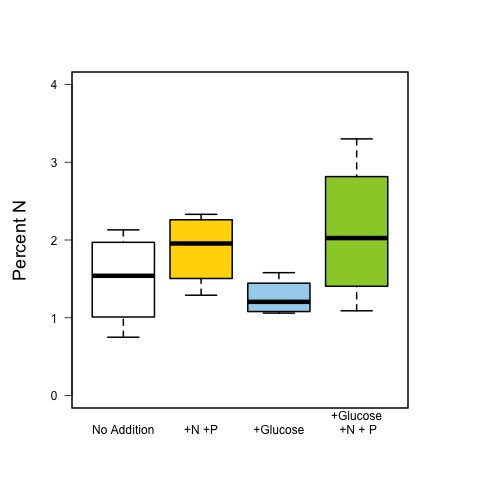 4
3
2
1
0
Percent N
No Addition
+N +P
+Glucose
+Glucose
+N + P